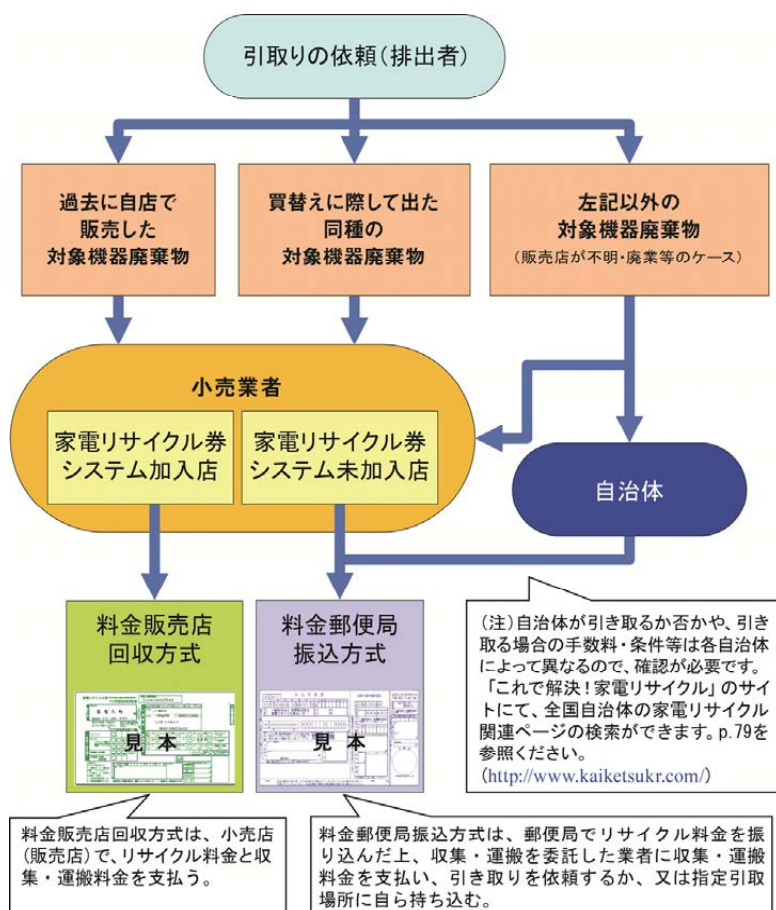 引取りの依頼(排出者)
過去に自店で
販売した
対象機器廃棄物
買替えに際して出た
同種の
対象機器廃棄物
左記以外の
対象機器廃棄物
(販売店が不明・廃業等のケース)
小売業者
家電リサイクル券
システム加入店
家電リサイクル券
システム未加入店
自治体
料金販売店
回収方式
見本
料金郵便局
振込方式
見本
(注)自治体が引き取るか否かや、引き
取る場合の手数料・条件等は各自治体
によって異なるので、確認が必要です。
「これで解決!家電リサイクル」のサイ
トにて、全国自治体の家電リサイクル
関連ページの検索ができます。p.79を
参照ください。
(http://www.kaiketsukr.com/)
料金販売店回収方式は、小売店
(販売店)で、リサイクル料金と収
集・運搬料金を支払う。
料金郵便局振込方式は、郵便局でリサイクル料金を振
り込んだ上、収集・運搬を委託した業者に収集・運搬
料金を支払い、引き取りを依頼するか、又は指定引取
場所に自ら持ち込む。